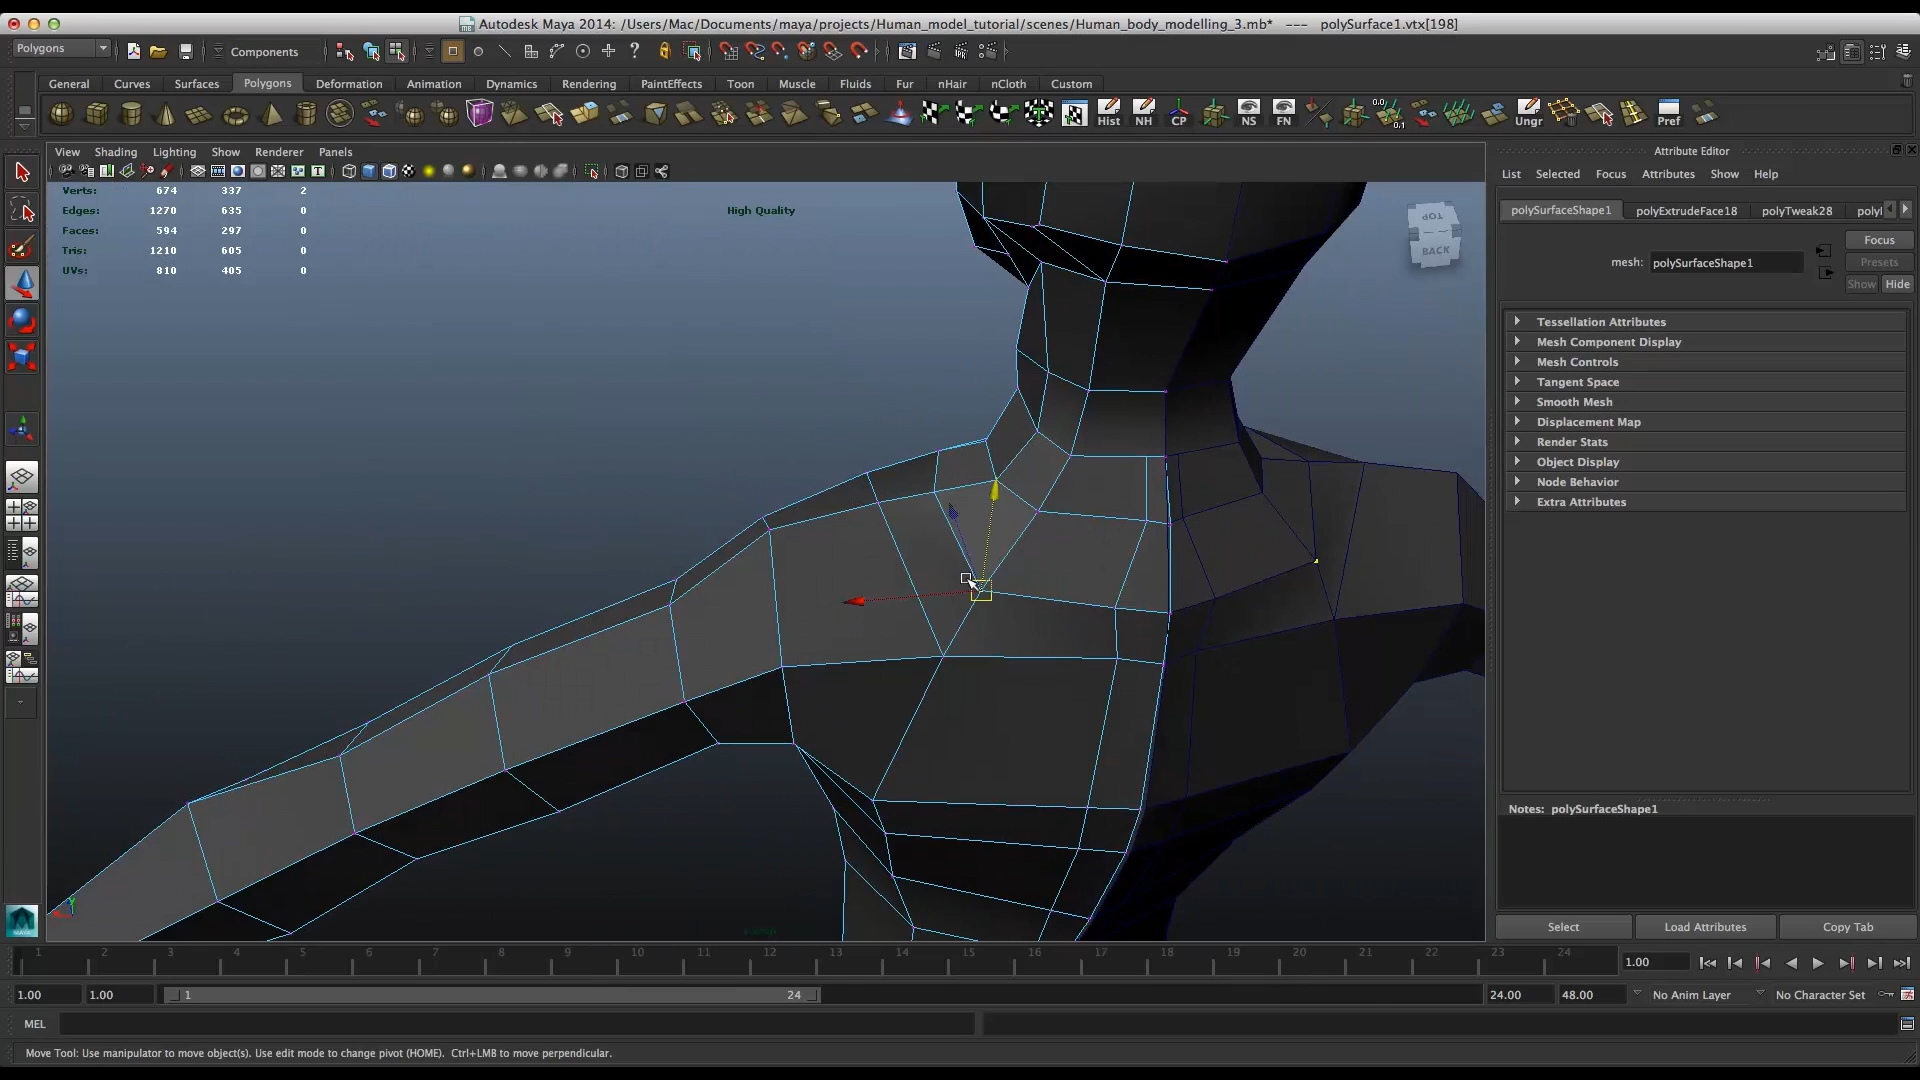 Autodesk Maya 2014: /Users/Mac/Documents/maya/projects/Human_model_tutorial/scenes/Human_body_modelling_3.mb* --- polySurface1.vtx[198]
Polygons Components
General Curves Surfaces Polygons Deformation Animation Dynamics Rendering PaintEffects Toon Muscle Fluids Fur nHair nCloth Custom
Hist NH CP NS FN 0.0 0.1 Ungr Pref
View Shading Lighting Show Renderer Panels
Attribute Editor
List Selected Focus Attributes Show Help
Verts: 674 337 2
Edges: 1270 635 0
Faces: 594 297 0
Tris: 1210 605 0
UVs: 810 405 0
High Quality
TOP
BACK
polySurfaceShape1 polyExtrudeFace18 polyTweak28 polyI
Focus
mesh: polySurfaceShape1
Presets
Show Hide
Tessellation Attributes
Mesh Component Display
Mesh Controls
Tangent Space
Smooth Mesh
Displacement Map
Render Stats
Object Display
Node Behavior
Extra Attributes
Notes: polySurfaceShape1
Select Load Attributes Copy Tab
1 2 3 4 5 6 7 8 9 10 11 12 13 14 15 16 17 18 19 20 21 22 23 24
1.00
1.00 1.00 1 24 24.00 48.00 No Anim Layer No Character Set
MEL
Move Tool: Use manipulator to move object(s). Use edit mode to change pivot (HOME). Ctrl+LMB to move perpendicular.